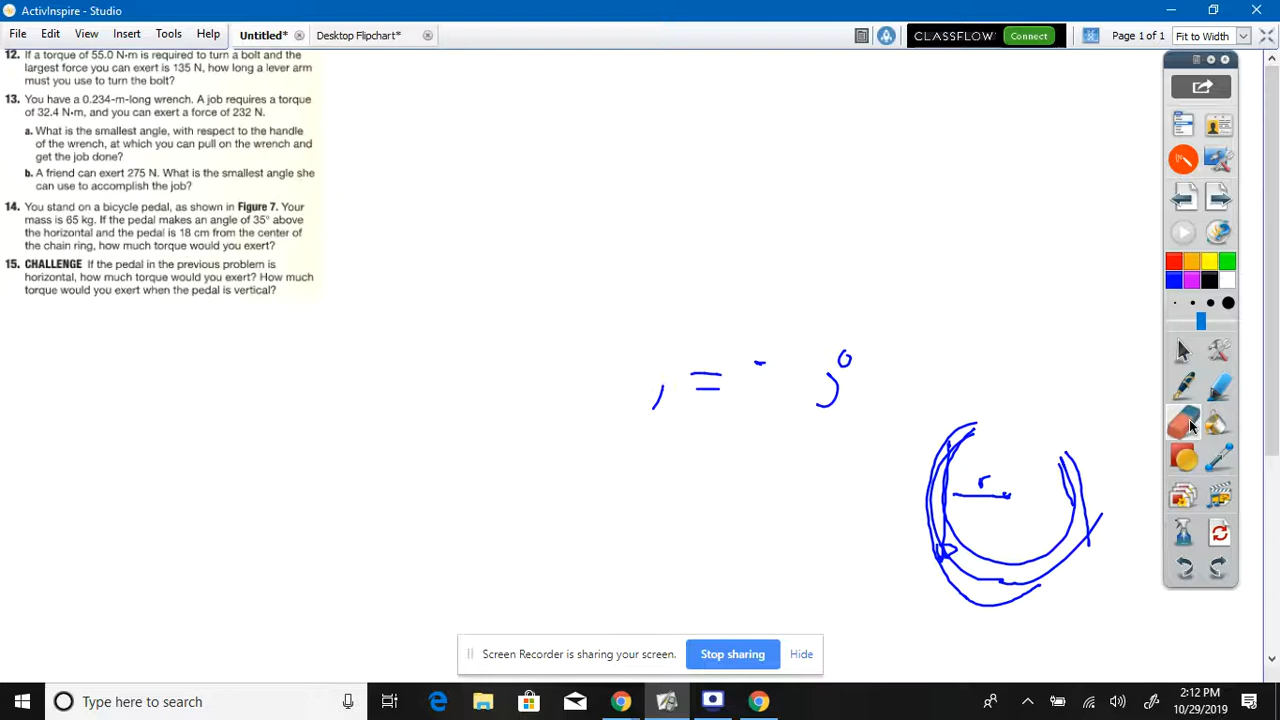 ActivInspire - Studio
File Edit View Insert Tools Help Untitled* Desktop Flipchart* CLASSFLOW Connect Page 1 of 1 Fit to Width
12. If a torque of 55.0 N•m is required to turn a bolt and the
largest force you can exert is 135 N, how long a lever arm
must you use to turn the bolt?
13. You have a 0.234-m-long wrench. A job requires a torque
of 32.4 N•m, and you can exert a force of 232 N.
a. What is the smallest angle, with respect to the handle
of the wrench, at which you can pull on the wrench and
get the job done?
b. A friend can exert 275 N. What is the smallest angle she
can use to accomplish the job?
14. You stand on a bicycle pedal, as shown in Figure 7. Your
mass is 65 kg. If the pedal makes an angle of 35° above
the horizontal and the pedal is 18 cm from the center of
the chain ring, how much torque would you exert?
15. CHALLENGE If the pedal in the previous problem is
horizontal, how much torque would you exert? How much
torque would you exert when the pedal is vertical?
=
r
Screen Recorder is sharing your screen. Stop sharing Hide
Type here to search
2:12 PM
10/29/2019